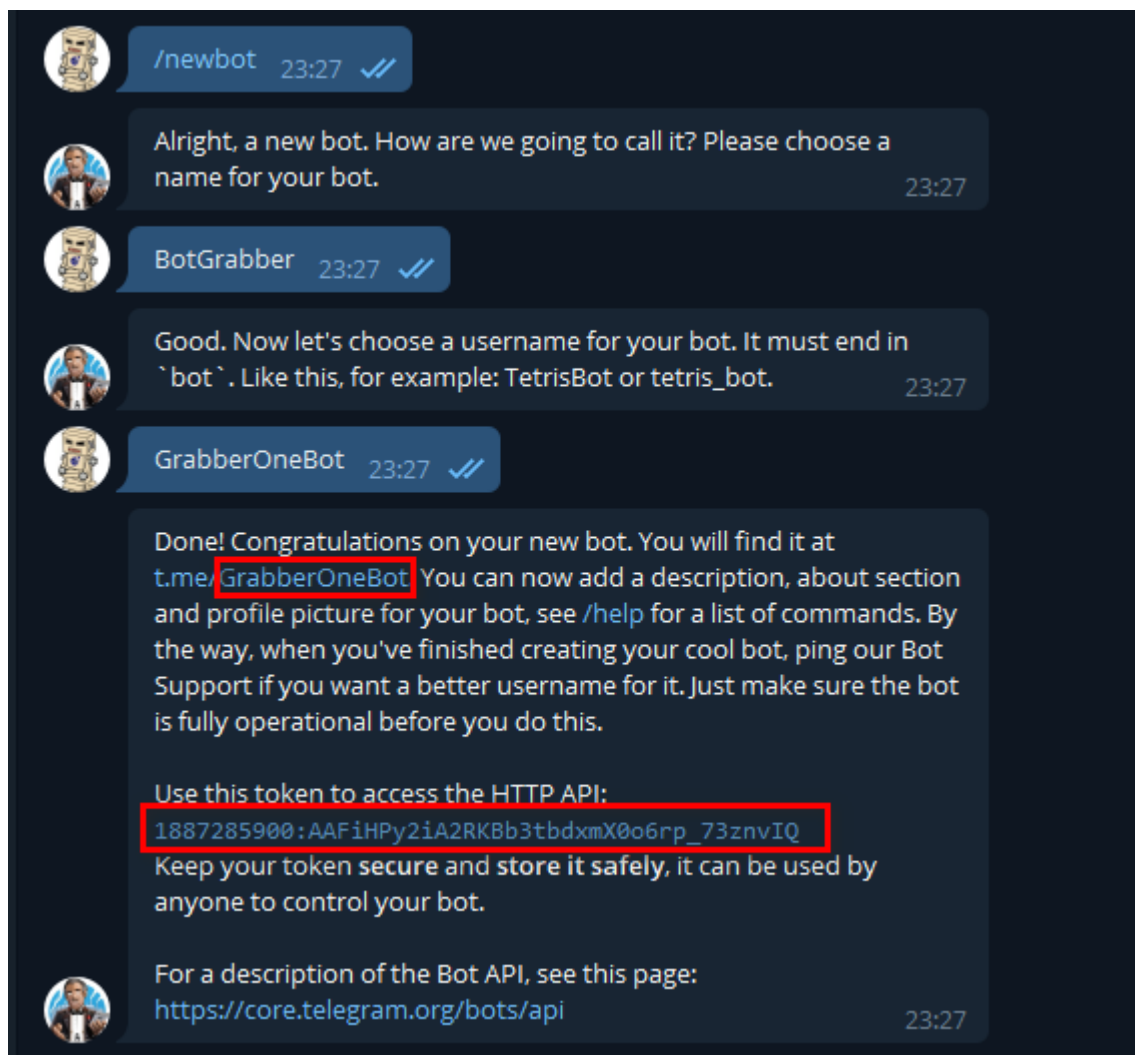 /newbot 23:27
Alright, a new bot. How are we going to call it? Please choose a
name for your bot.
23:27
BotGrabber 23:27
Good. Now let's choose a username for your bot. It must end in
`bot`. Like this, for example: TetrisBot or tetris_bot.
23:27
GrabberOneBot 23:27
Done! Congratulations on your new bot. You will find it at
t.me/GrabberOneBot. You can now add a description, about section
and profile picture for your bot, see /help for a list of commands. By
the way, when you've finished creating your cool bot, ping our Bot
Support if you want a better username for it. Just make sure the bot
is fully operational before you do this.
Use this token to access the HTTP API:
1887285900:AAFiHPy2iA2RKBb3tbdxmX0o6rp_73znvIQ
Keep your token secure and store it safely, it can be used by
anyone to control your bot.
For a description of the Bot API, see this page:
https://core.telegram.org/bots/api
23:27